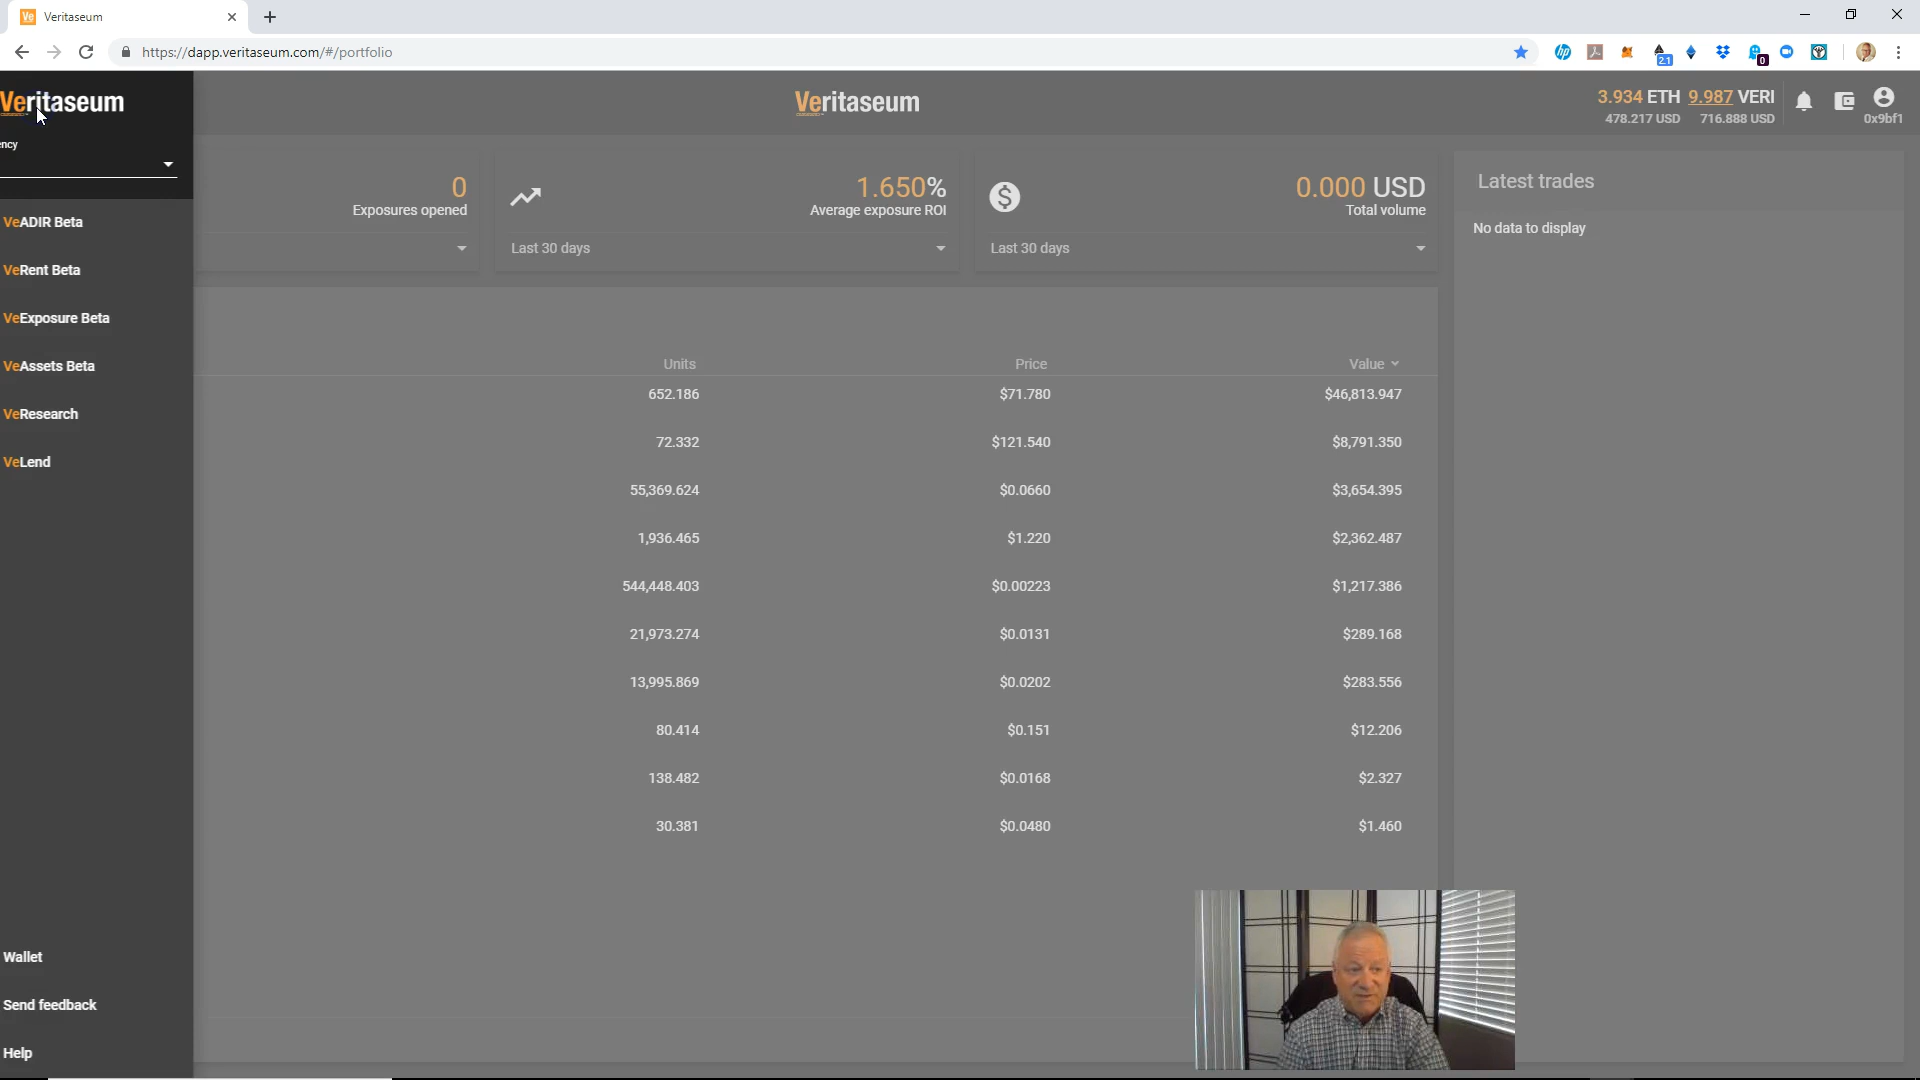 Veritaseum
https://dapp.veritaseum.com/#/portfolio
2.1
0
Veritaseum
Veritaseum
3.934 ETH 9.987 VERI
478.217 USD 716.888 USD
0x9bf1
ency
0
Exposures opened
1.650%
Average exposure ROI
Last 30 days
0.000 USD
Total volume
Last 30 days
Latest trades
No data to display
VeADIR Beta
VeRent Beta
VeExposure Beta
VeAssets Beta
VeResearch
VeLend
Wallet
Send feedback
Help
Units Price Value
652.186 $71.780 $46,813.947
72.332 $121.540 $8,791.350
55,369.624 $0.0660 $3,654.395
1,936.465 $1.220 $2,362.487
544,448.403 $0.00223 $1,217.386
21,973.274 $0.0131 $289.168
13,995.869 $0.0202 $283.556
80.414 $0.151 $12.206
138.482 $0.0168 $2.327
30.381 $0.0480 $1.460